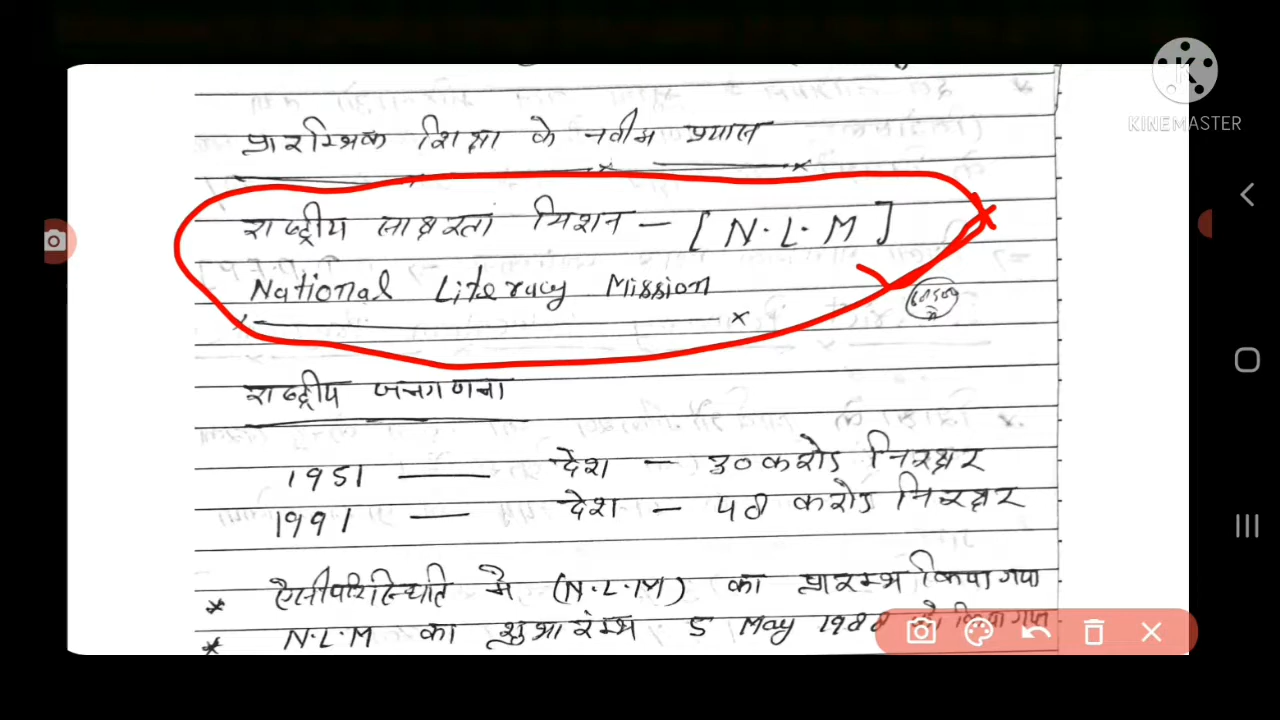 KINEMASTER
प्रारम्भिक शिक्षा के नवीन प्रयास
राष्ट्रीय साक्षरता मिशन — [N.L.M]
National Literacy Mission
राष्ट्रीय जनगणना
1951 — देश — 30 करोड़ निरक्षर
1991 — देश — 48 करोड़ निरक्षर
* ऐसी परिस्थिति मे (N.L.M) का प्रारम्भ किया गया
* N.L.M का शुभारंम्भ 5 May 1988 को किया गया